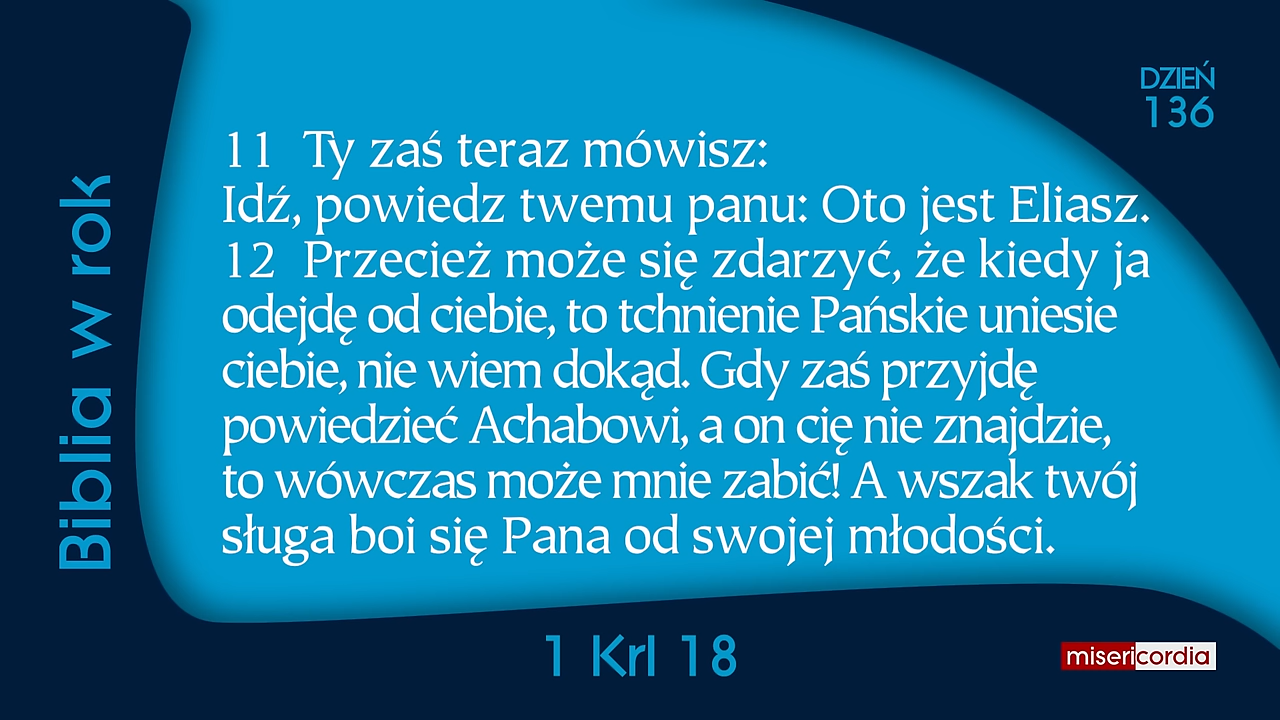 DZIEŃ
136
11 Ty zaś teraz mówisz:
Idź, powiedz twemu panu: Oto jest Eliasz.
12 Przecież może się zdarzyć, że kiedy ja
odejdę od ciebie, to tchnienie Pańskie uniesie
ciebie, nie wiem dokąd. Gdy zaś przyjdę
powiedzieć Achabowi, a on cię nie znajdzie,
to wówczas może mnie zabić! A wszak twój
sługa boi się Pana od swojej młodości.
Biblia w rok
1 Krl 18
misericordia